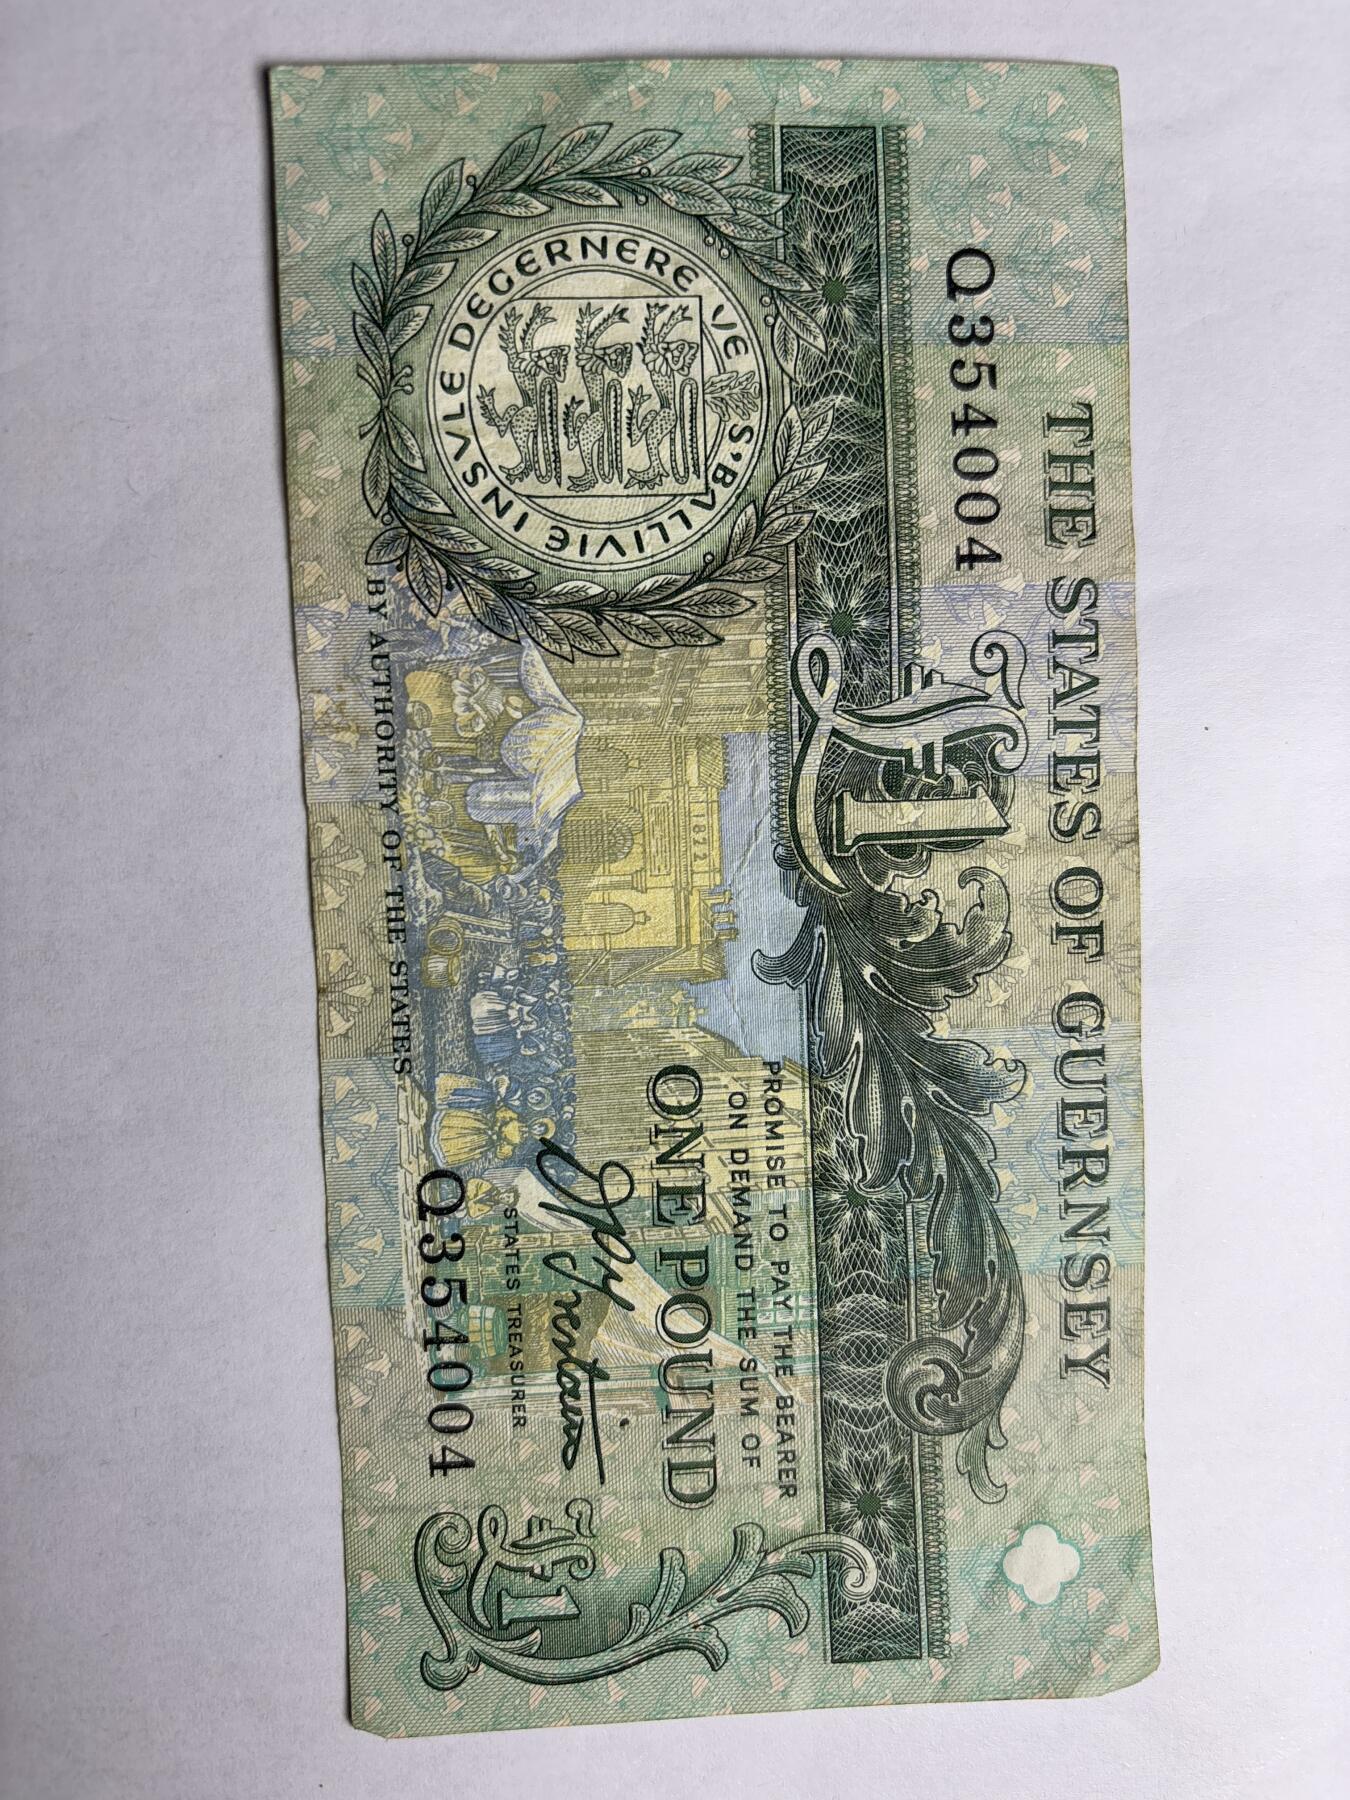 THE STATES OF GUERNSEY
Q354004
£1
PROMISE TO PAY THE BEARER
ON DEMAND THE SUM OF
ONE POUND
1822
S·BALLIVIE INSVLE DEGERNEREVE
STATES TREASURER
Q354004
BY AUTHORITY OF THE STATES
£1